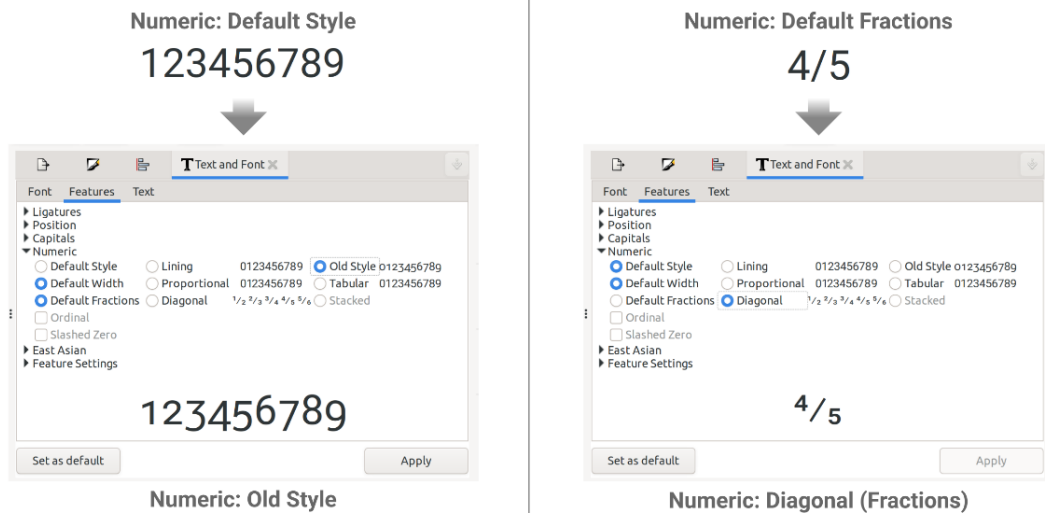 Numeric: Default Style
123456789
Text and Font
Font Features Text
Ligatures
Position
Capitals
Numeric
Default Style Lining 0123456789 Old Style 0123456789
Default Width Proportional 0123456789 Tabular 0123456789
Default Fractions Diagonal 1/2 2/3 3/4 4/5 5/6 Stacked
Ordinal
Slashed Zero
East Asian
Feature Settings
123456789
Set as default Apply
Numeric: Old Style
Numeric: Default Fractions
4/5
Text and Font
Font Features Text
Ligatures
Position
Capitals
Numeric
Default Style Lining 0123456789 Old Style 0123456789
Default Width Proportional 0123456789 Tabular 0123456789
Default Fractions Diagonal 1/2 2/3 3/4 4/5 5/6 Stacked
Ordinal
Slashed Zero
East Asian
Feature Settings
4/5
Set as default Apply
Numeric: Diagonal (Fractions)